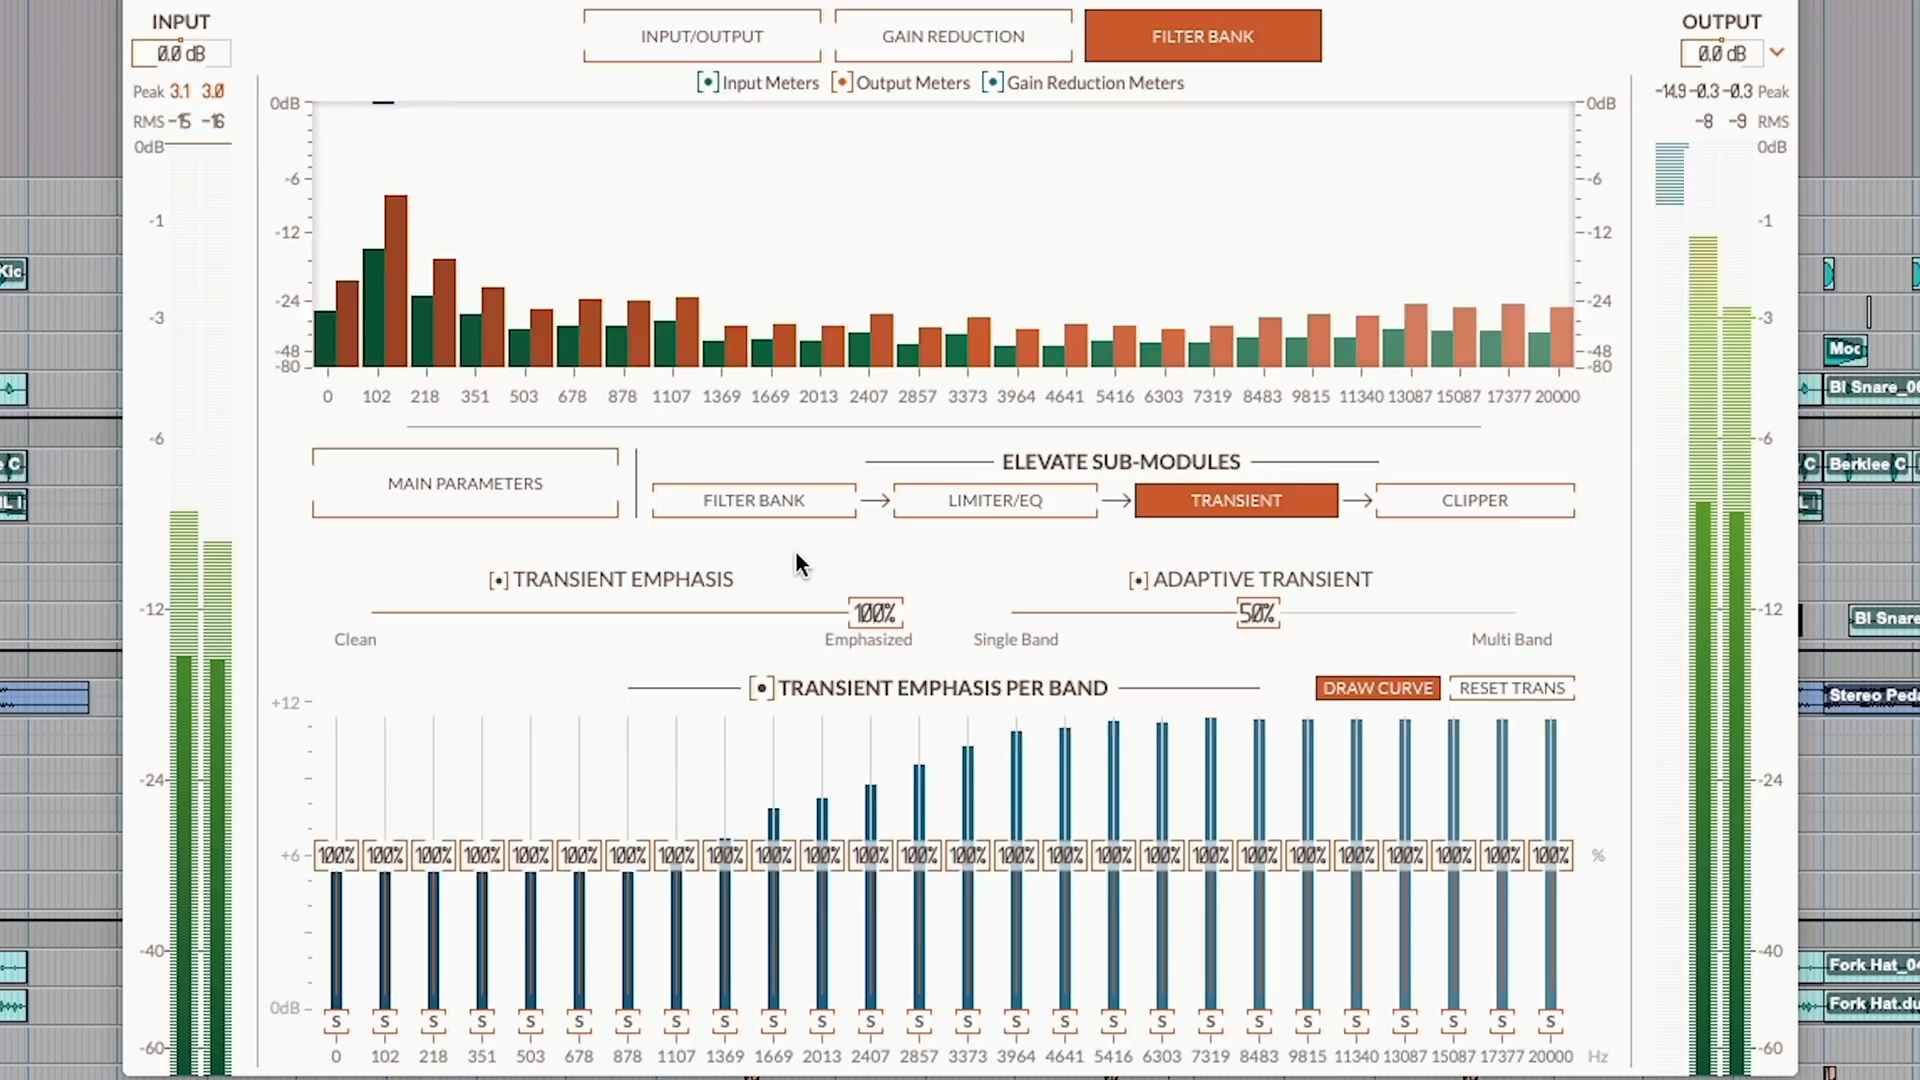 INPUT
0.0 dB
Peak 3.1 3.0
RMS -15 -16
0dB
-1
-3
-6
-12
-24
-40
-60
INPUT/OUTPUT
GAIN REDUCTION
FILTER BANK
Input Meters
Output Meters
Gain Reduction Meters
0dB
-6
-12
-24
-48
-80
0dB
-6
-12
-24
-48
-80
0 102 218 351 503 678 878 1107 1369 1669 2013 2407 2857 3373 3964 4641 5416 6303 7319 8483 9815 11340 13087 15087 17377 20000
MAIN PARAMETERS
ELEVATE SUB-MODULES
FILTER BANK
LIMITER/EQ
TRANSIENT
CLIPPER
TRANSIENT EMPHASIS
100%
Clean
Emphasized
ADAPTIVE TRANSIENT
50%
Single Band
Multi Band
TRANSIENT EMPHASIS PER BAND
DRAW CURVE
RESET TRANS
+12
+6
100% 100% 100% 100% 100% 100% 100% 100% 100% 100% 100% 100% 100% 100% 100% 100% 100% 100% 100% 100% 100% 100% 100% 100% 100% 100% %
0dB
S S S S S S S S S S S S S S S S S S S S S S S S S S
0 102 218 351 503 678 878 1107 1369 1669 2013 2407 2857 3373 3964 4641 5416 6303 7319 8483 9815 11340 13087 15087 17377 20000 Hz
OUTPUT
0.0 dB
-14.9 -0.3 -0.3 Peak
-8 -9 RMS
0dB
-1
-3
-6
-12
-24
-40
-60
Kic
C
Moc
Bl Snare_0
C
Berklee C
Bl Snare
Stereo Peda
Fork Hat_04
Fork Hat.du